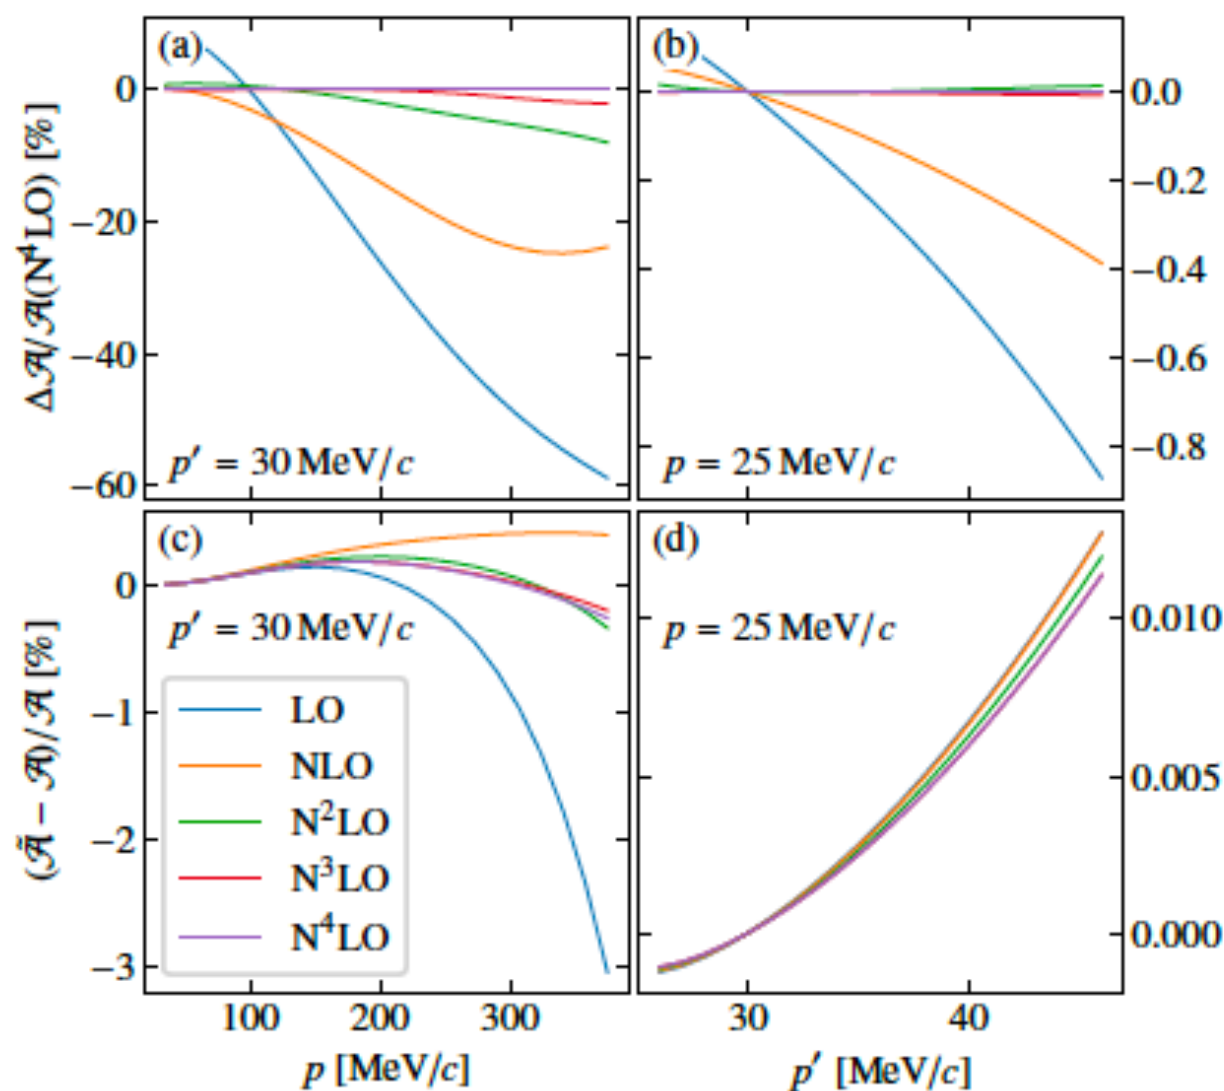 (a)
(b)
Δ𝒜/𝒜(N⁴LO) [%]
0
−20
−40
−60
p′ = 30 MeV/c
p = 25 MeV/c
0.0
−0.2
−0.4
−0.6
−0.8
(c)
(d)
(𝒜̃ − 𝒜)/𝒜 [%]
0
−1
−2
−3
p′ = 30 MeV/c
p = 25 MeV/c
LO
NLO
N²LO
N³LO
N⁴LO
0.010
0.005
0.000
100 200 300
30 40
p [MeV/c]
p′ [MeV/c]